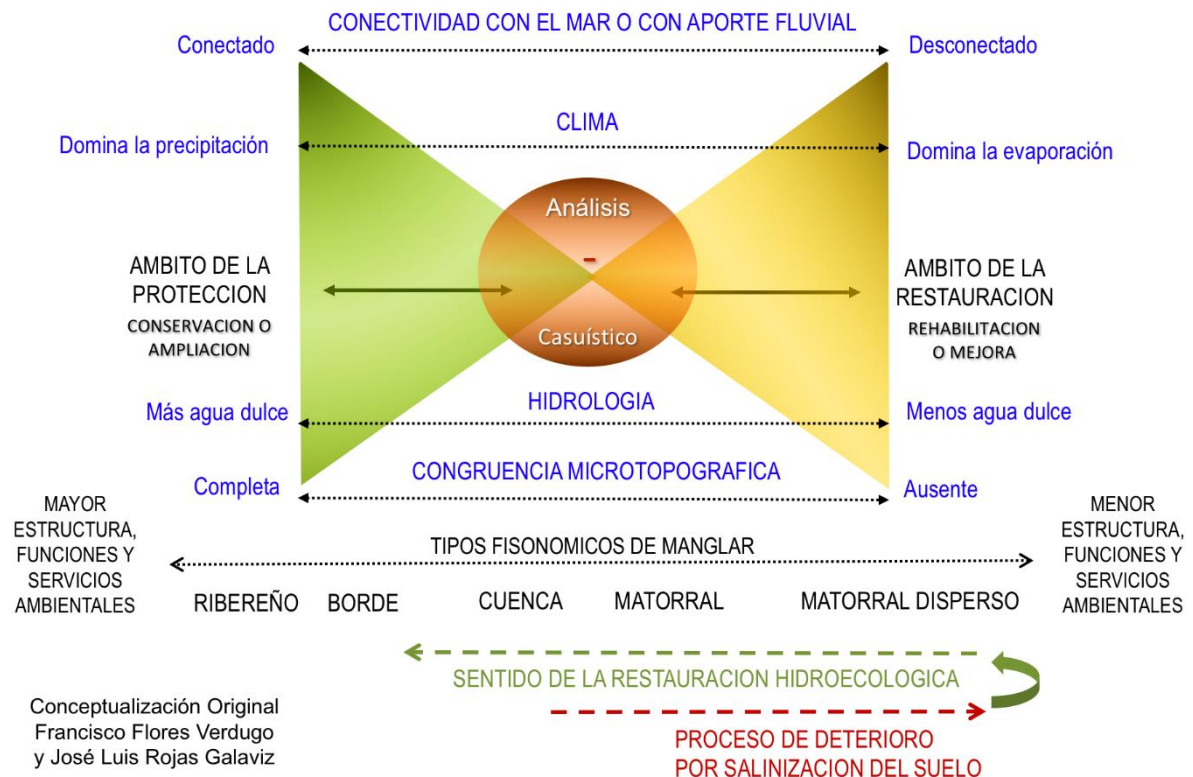 CONECTIVIDAD CON EL MAR O CON APORTE FLUVIAL
Conectado
Desconectado
CLIMA
Domina la precipitación
Domina la evaporación
Análisis
-
Casuístico
AMBITO DE LA
PROTECCION
CONSERVACION O
AMPLIACION
AMBITO DE LA
RESTAURACION
REHABILITACION
O MEJORA
HIDROLOGIA
Más agua dulce
Menos agua dulce
CONGRUENCIA MICROTOPOGRAFICA
Completa
Ausente
MAYOR
ESTRUCTURA,
FUNCIONES Y
SERVICIOS
AMBIENTALES
TIPOS FISONOMICOS DE MANGLAR
MENOR
ESTRUCTURA,
FUNCIONES Y
SERVICIOS
AMBIENTALES
RIBEREÑO BORDE CUENCA MATORRAL MATORRAL DISPERSO
SENTIDO DE LA RESTAURACION HIDROECOLOGICA
PROCESO DE DETERIORO
POR SALINIZACION DEL SUELO
Conceptualización Original
Francisco Flores Verdugo
y José Luis Rojas Galaviz